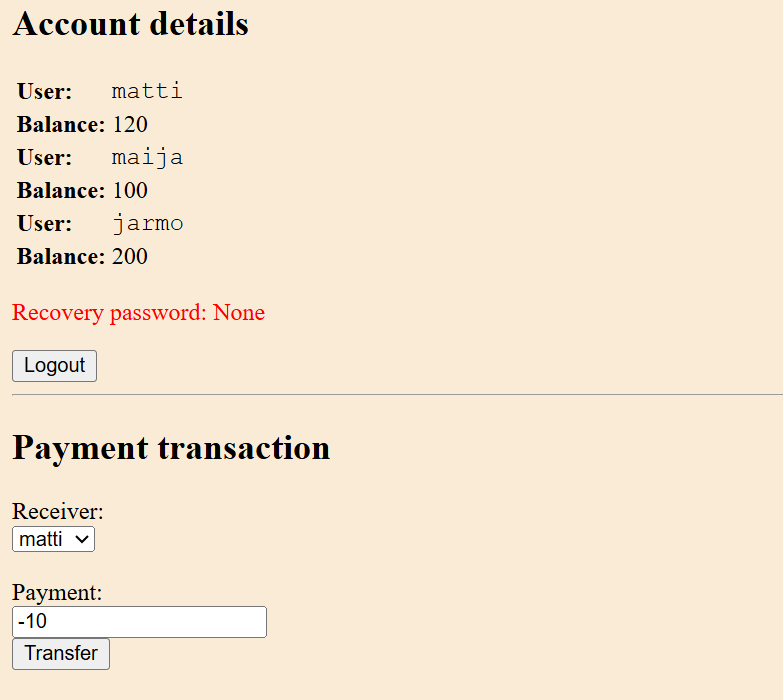 Account details
User: matti
Balance: 120
User: maija
Balance: 100
User: jarmo
Balance: 200
Recovery password: None
Logout
Payment transaction
Receiver:
matti
Payment:
-10
Transfer